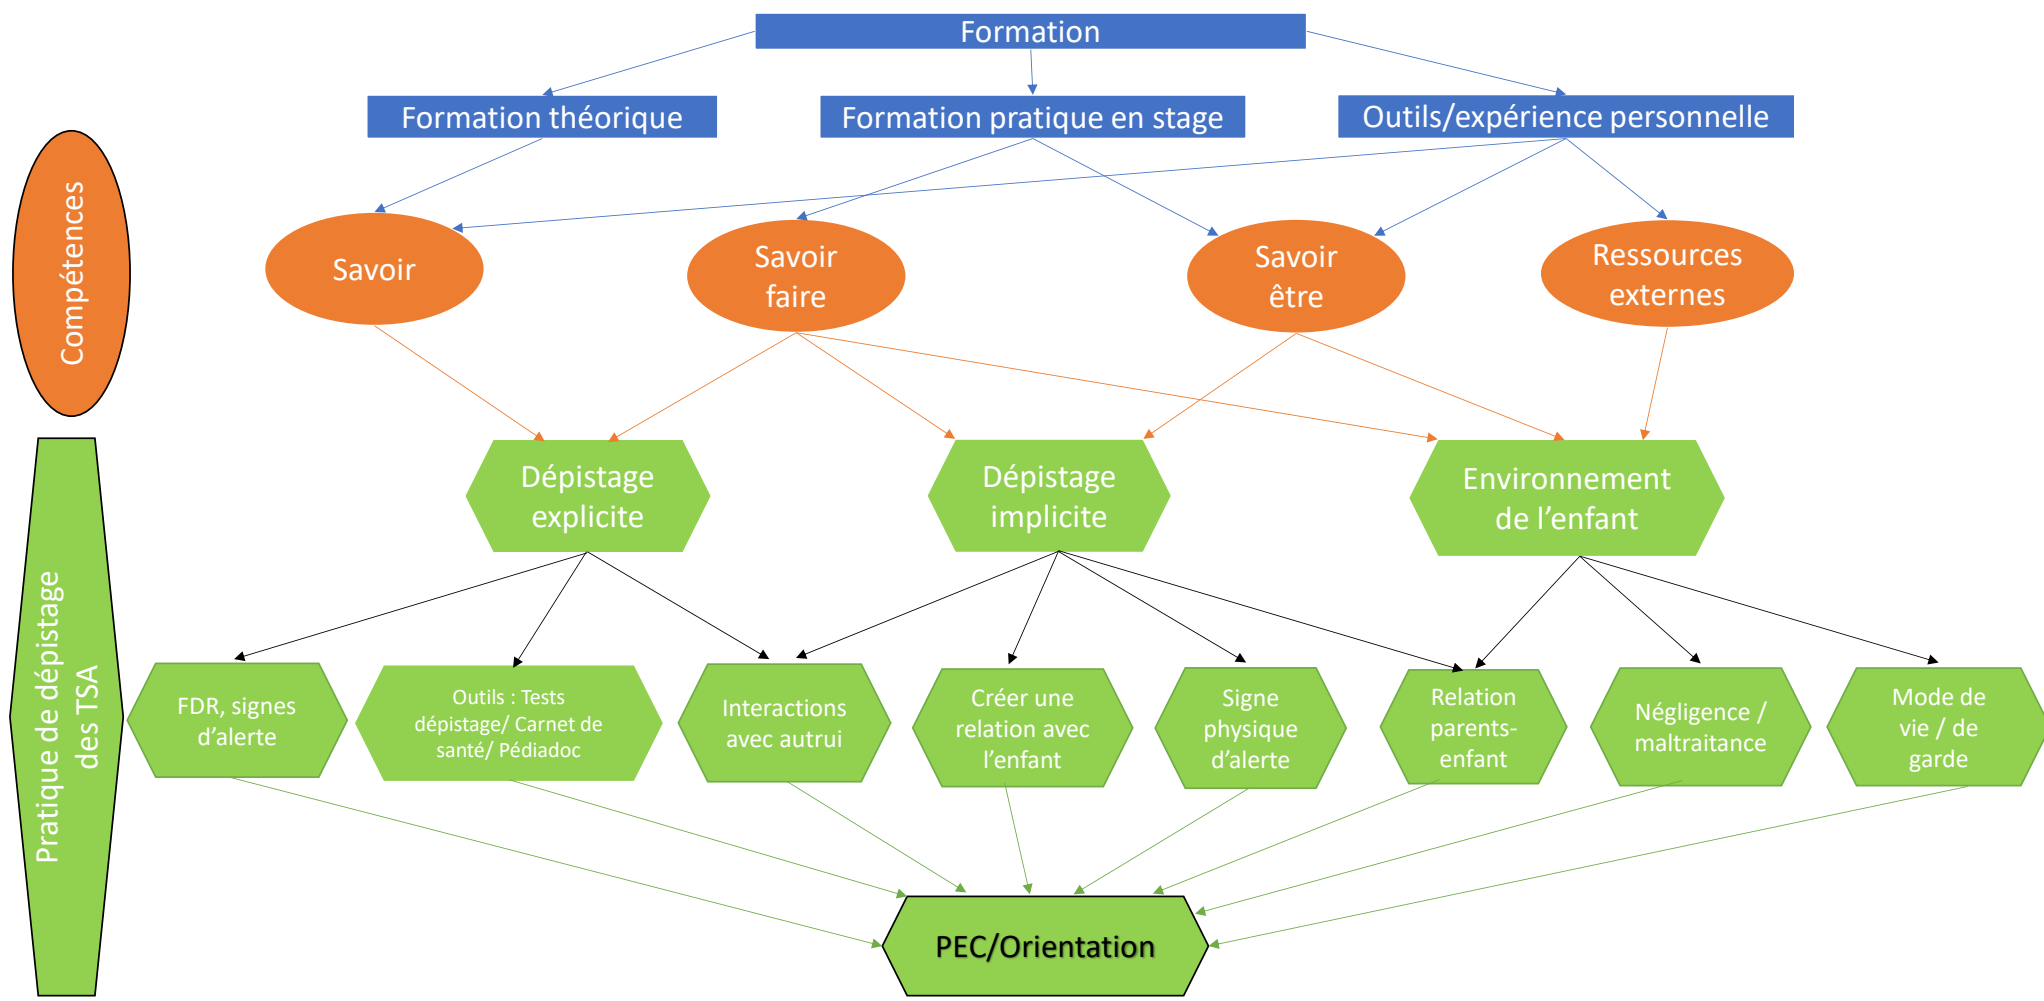 Formation
Formation théorique
Formation pratique en stage
Outils/expérience personnelle
Compétences
Savoir
Savoir
faire
Savoir
être
Ressources
externes
Pratique de dépistage
des TSA
Dépistage
explicite
Dépistage
implicite
Environnement
de l’enfant
FDR, signes
d’alerte
Outils : Tests
dépistage/ Carnet de
santé/ Pédiadoc
Interactions
avec autrui
Créer une
relation avec
l’enfant
Signe
physique
d’alerte
Relation
parents-
enfant
Négligence /
maltraitance
Mode de
vie / de
garde
PEC/Orientation